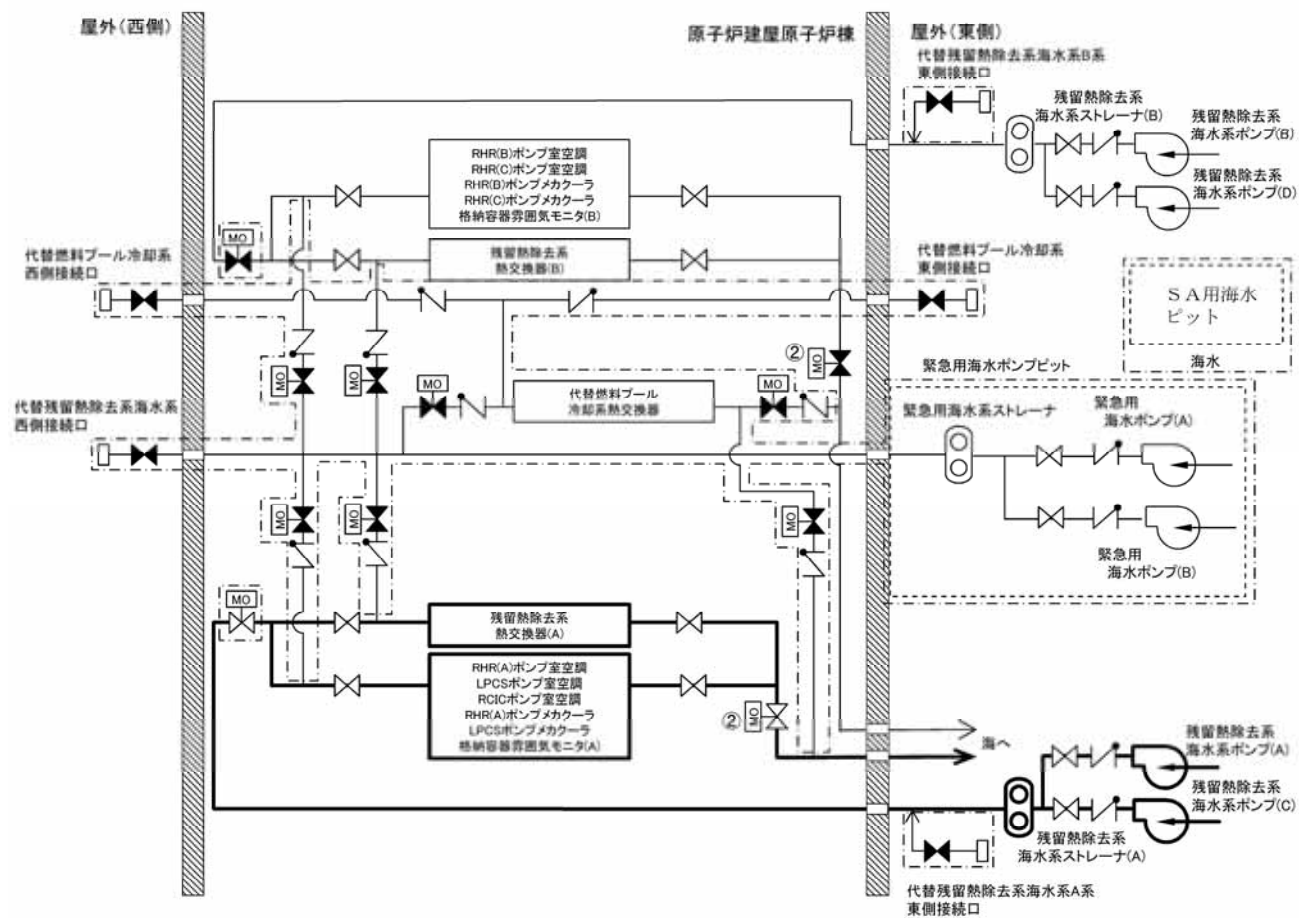 屋外(西側)
原子炉建屋原子炉棟
屋外(東側)
代替残留熱除去系海水系B系
東側接続口
残留熱除去系
海水系ストレーナ(B)
残留熱除去系
海水系ポンプ(B)
残留熱除去系
海水系ポンプ(D)
RHR(B)ポンプ室空調
RHR(C)ポンプ室空調
RHR(B)ポンプメカクーラ
RHR(C)ポンプメカクーラ
格納容器雰囲気モニタ(B)
MO
残留熱除去系
熱交換器(B)
代替燃料プール冷却系
西側接続口
代替燃料プール冷却系
東側接続口
SA用海水
ピット
海水
②
MO
緊急用海水ポンプピット
MO
MO
MO
代替燃料プール
冷却系熱交換器
MO
代替残留熱除去系海水系
西側接続口
緊急用海水系ストレーナ
緊急用
海水ポンプ(A)
MO
MO
MO
緊急用
海水ポンプ(B)
MO
残留熱除去系
熱交換器(A)
RHR(A)ポンプ室空調
LPCSポンプ室空調
RCICポンプ室空調
RHR(A)ポンプメカクーラ
LPCSポンプメカクーラ
格納容器雰囲気モニタ(A)
②
MO
海へ
残留熱除去系
海水系ポンプ(A)
残留熱除去系
海水系ポンプ(C)
残留熱除去系
海水系ストレーナ(A)
代替残留熱除去系海水系A系
東側接続口